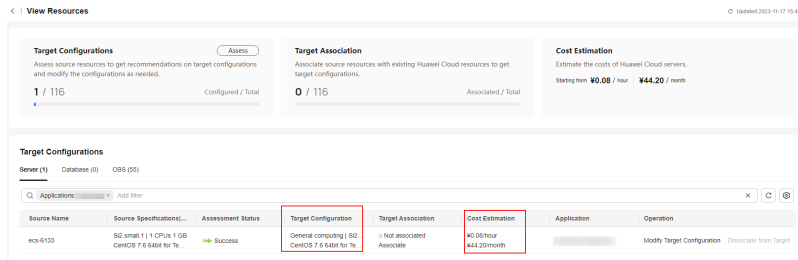 < | View Resources
Updated:2023-11-17 15:4
Target Configurations
Assess
Assess source resources to get recommendations on target configurations
and modify the configurations as needed.
1 / 116
Configured / Total
Target Association
Associate source resources with existing Huawei Cloud resources to get
target configurations.
0 / 116
Associated / Total
Cost Estimation
Estimate the costs of Huawei Cloud servers.
Starting from ¥0.08 / hour | ¥44.20 / month
Target Configurations
Server (1) Database (0) OBS (55)
Applications: × Add filter ×
Source Name Source Specifications|... Assessment Status Target Configuration Target Association Cost Estimation Application Operation
ecs-6133
Si2.small.1 | 1 CPUs 1 GB
CentOS 7.6 64bit for Te...
Success
General computing | Si2...
CentOS 7.6 64bit for Te...
Not associated
Associate
¥0.08/hour
¥44.20/month
Modify Target Configuration Dissociate from Target